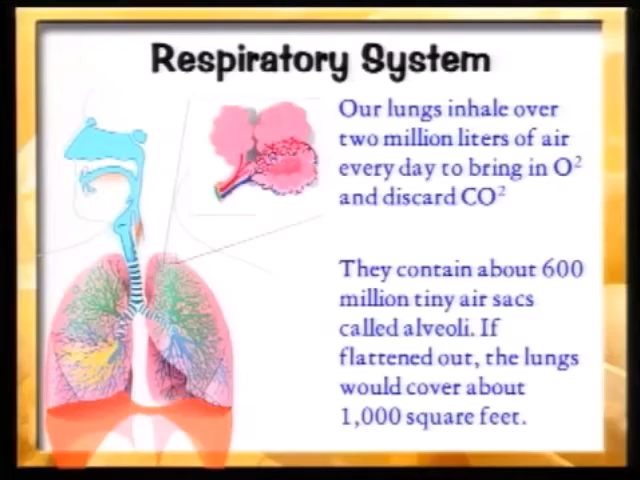 Respiratory System
Our lungs inhale over
two million liters of air
every day to bring in O²
and discard CO²
They contain about 600
million tiny air sacs
called alveoli. If
flattened out, the lungs
would cover about
1,000 square feet.